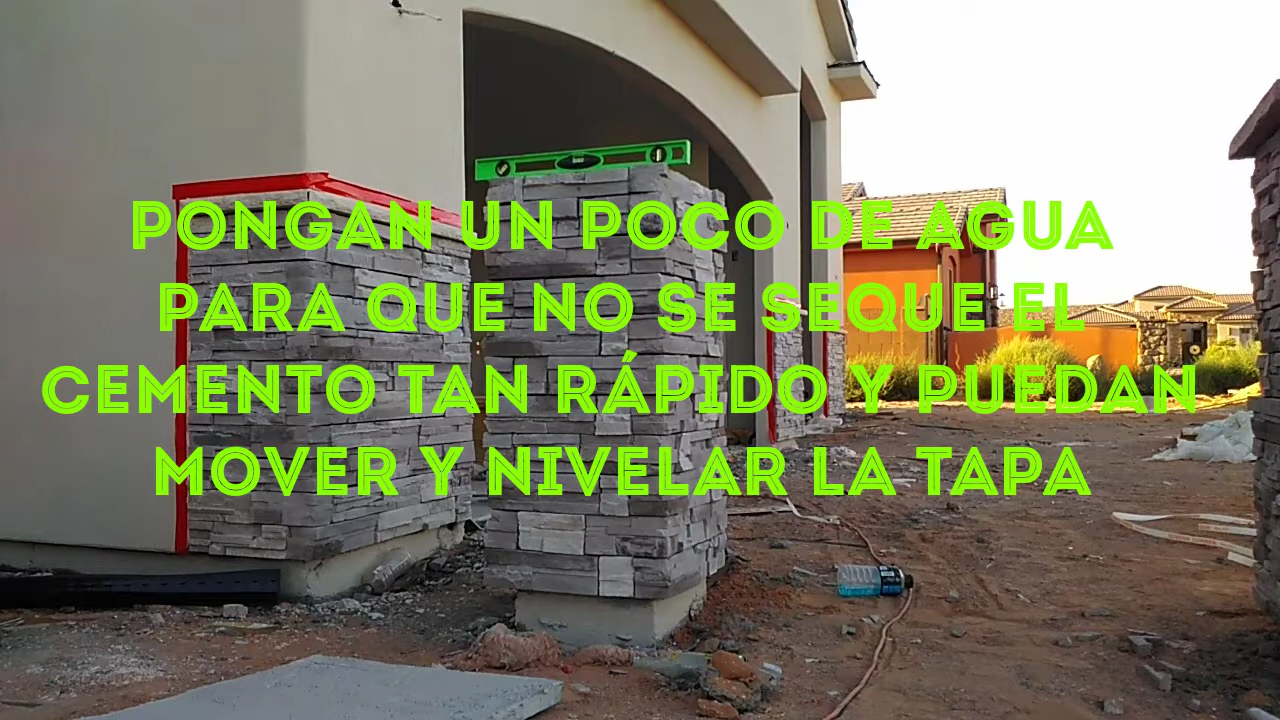 PONGAN UN POCO DE AGUA
PARA QUE NO SE SEQUE EL
CEMENTO TAN RÁPIDO Y PUEDAN
MOVER Y NIVELAR LA TAPA